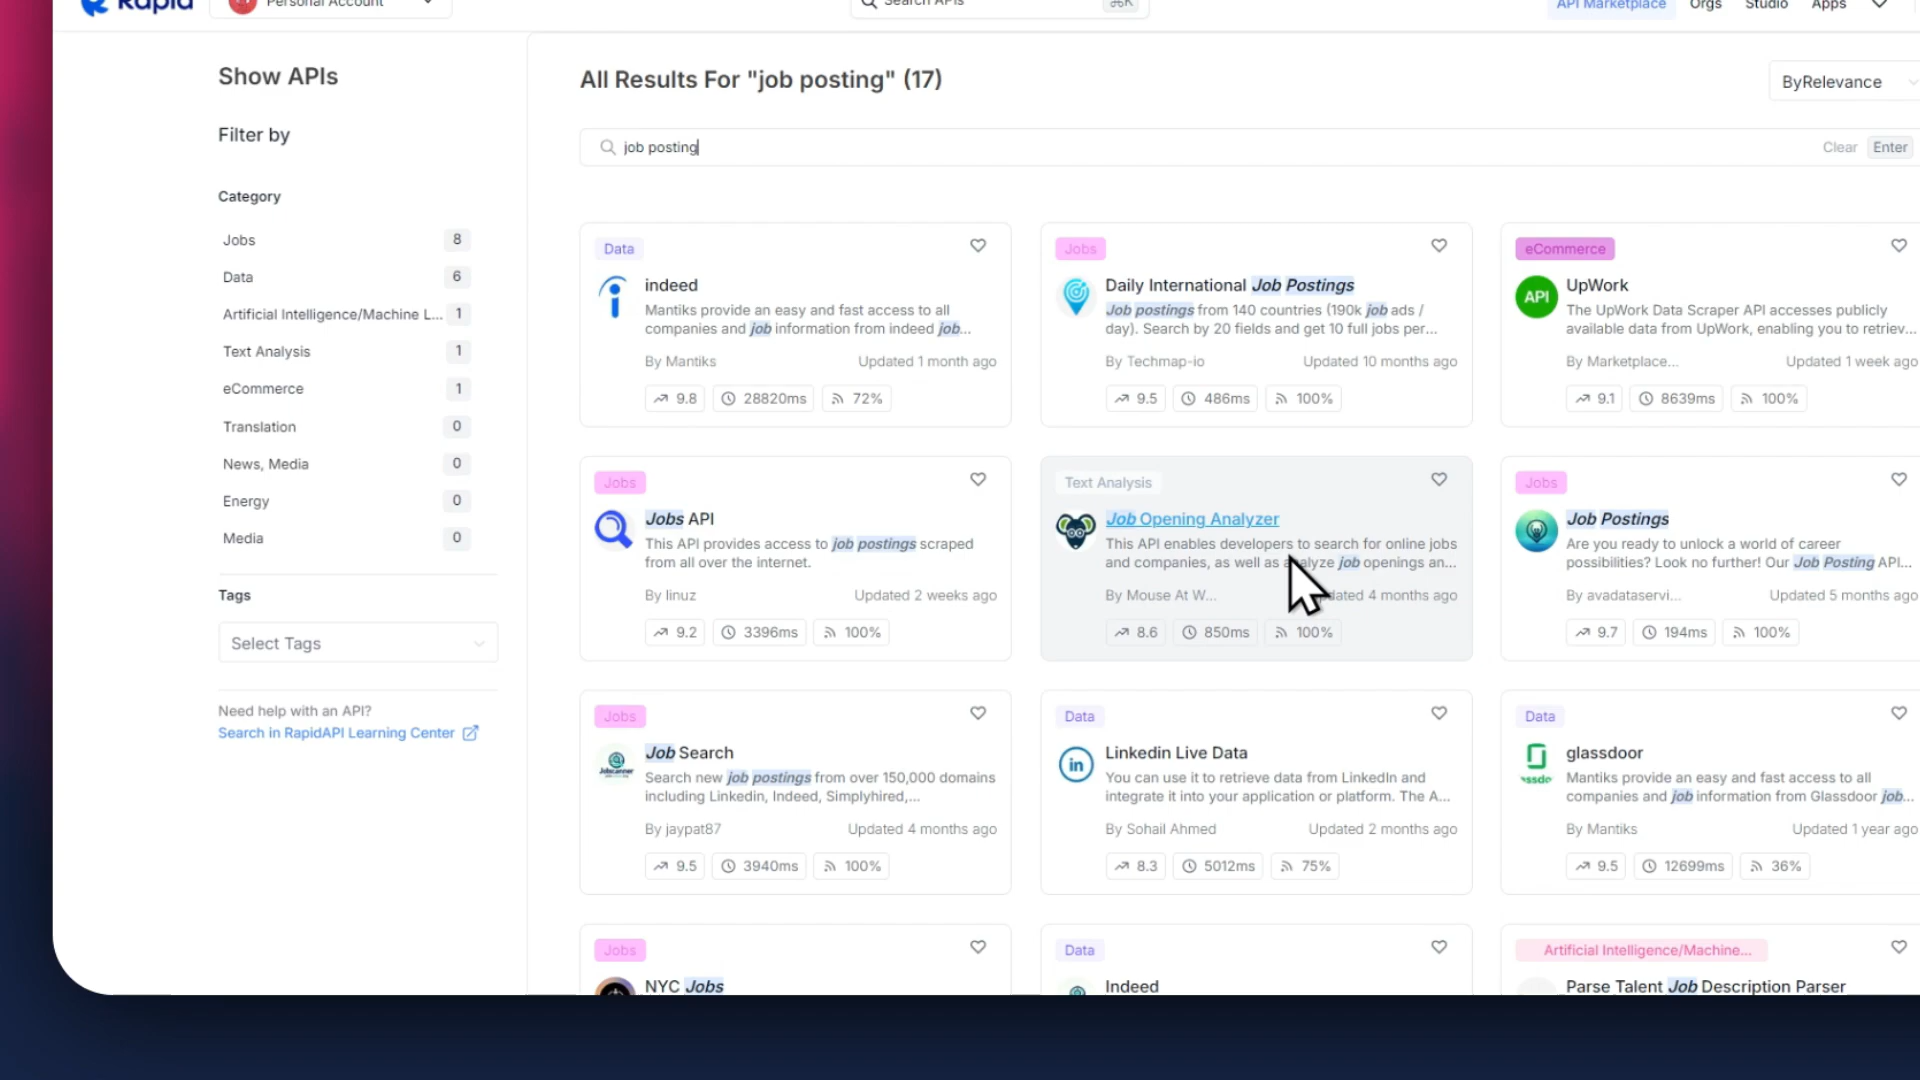 Rapid
Personal Account
Search APIs
⌘K
API Marketplace
Orgs
Studio
Apps
Show APIs
Filter by
Category
Jobs 8
Data 6
Artificial Intelligence/Machine L... 1
Text Analysis 1
eCommerce 1
Translation 0
News, Media 0
Energy 0
Media 0
Tags
Select Tags
Need help with an API?
Search in RapidAPI Learning Center
All Results For "job posting" (17)
ByRelevance
job posting
Clear Enter
Data
indeed
Mantiks provide an easy and fast access to all
companies and job information from indeed job...
By Mantiks Updated 1 month ago
9.8 28820ms 72%
Jobs
Daily International Job Postings
Job postings from 140 countries (190k job ads /
day). Search by 20 fields and get 10 full jobs per...
By Techmap-io Updated 10 months ago
9.5 486ms 100%
eCommerce
API
UpWork
The UpWork Data Scraper API accesses publicly
available data from UpWork, enabling you to retriev...
By Marketplace... Updated 1 week ago
9.1 8639ms 100%
Jobs
Jobs API
This API provides access to job postings scraped
from all over the internet.
By linuz Updated 2 weeks ago
9.2 3396ms 100%
Text Analysis
Job Opening Analyzer
This API enables developers to search for online jobs
and companies, as well as analyze job openings an...
By Mouse At W... Updated 4 months ago
8.6 850ms 100%
Jobs
Job Postings
Are you ready to unlock a world of career
possibilities? Look no further! Our Job Posting API...
By avadataservi... Updated 5 months ago
9.7 194ms 100%
Jobs
Jobscanner
Job Search
Search new job postings from over 150,000 domains
including Linkedin, Indeed, Simplyhired,...
By jaypat87 Updated 4 months ago
9.5 3940ms 100%
Data
in
Linkedin Live Data
You can use it to retrieve data from LinkedIn and
integrate it into your application or platform. The A...
By Sohail Ahmed Updated 2 months ago
8.3 5012ms 75%
Data
glassdoor
Mantiks provide an easy and fast access to all
companies and job information from Glassdoor job...
By Mantiks Updated 1 year ago
9.5 12699ms 36%
Jobs
NYC Jobs
Data
Indeed
Artificial Intelligence/Machine...
Parse Talent Job Description Parser